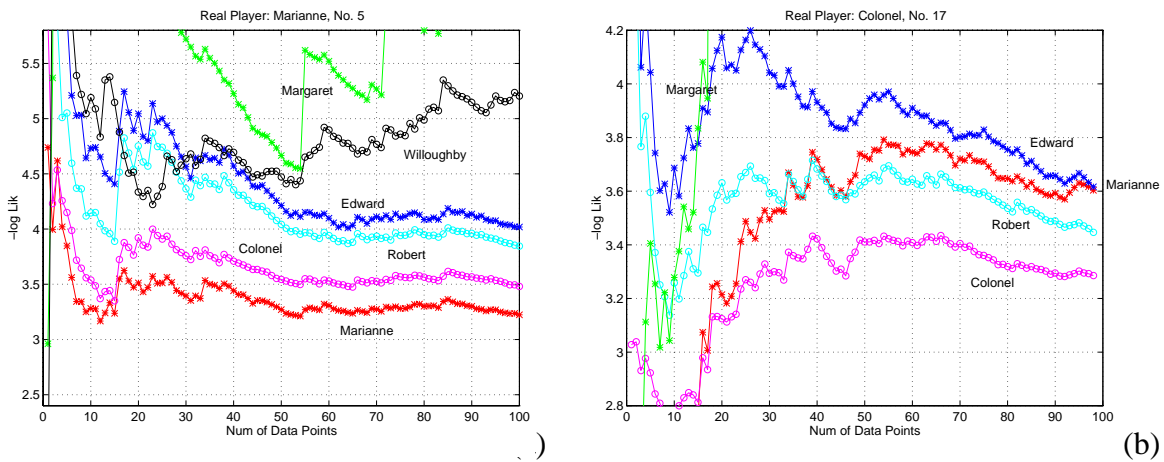 Real Player: Marianne, No. 5
5.5
5
4.5
4
3.5
3
2.5
−log Lik
0 10 20 30 40 50 60 70 80 90 100
Num of Data Points
Margaret
Willoughby
Edward
Colonel
Robert
Marianne
)
Real Player: Colonel, No. 17
4.2
4
3.8
3.6
3.4
3.2
3
2.8
−log Lik
0 10 20 30 40 50 60 70 80 90 100
Num of Data Points
Margaret
Edward
Marianne
Robert
Colonel
(b)